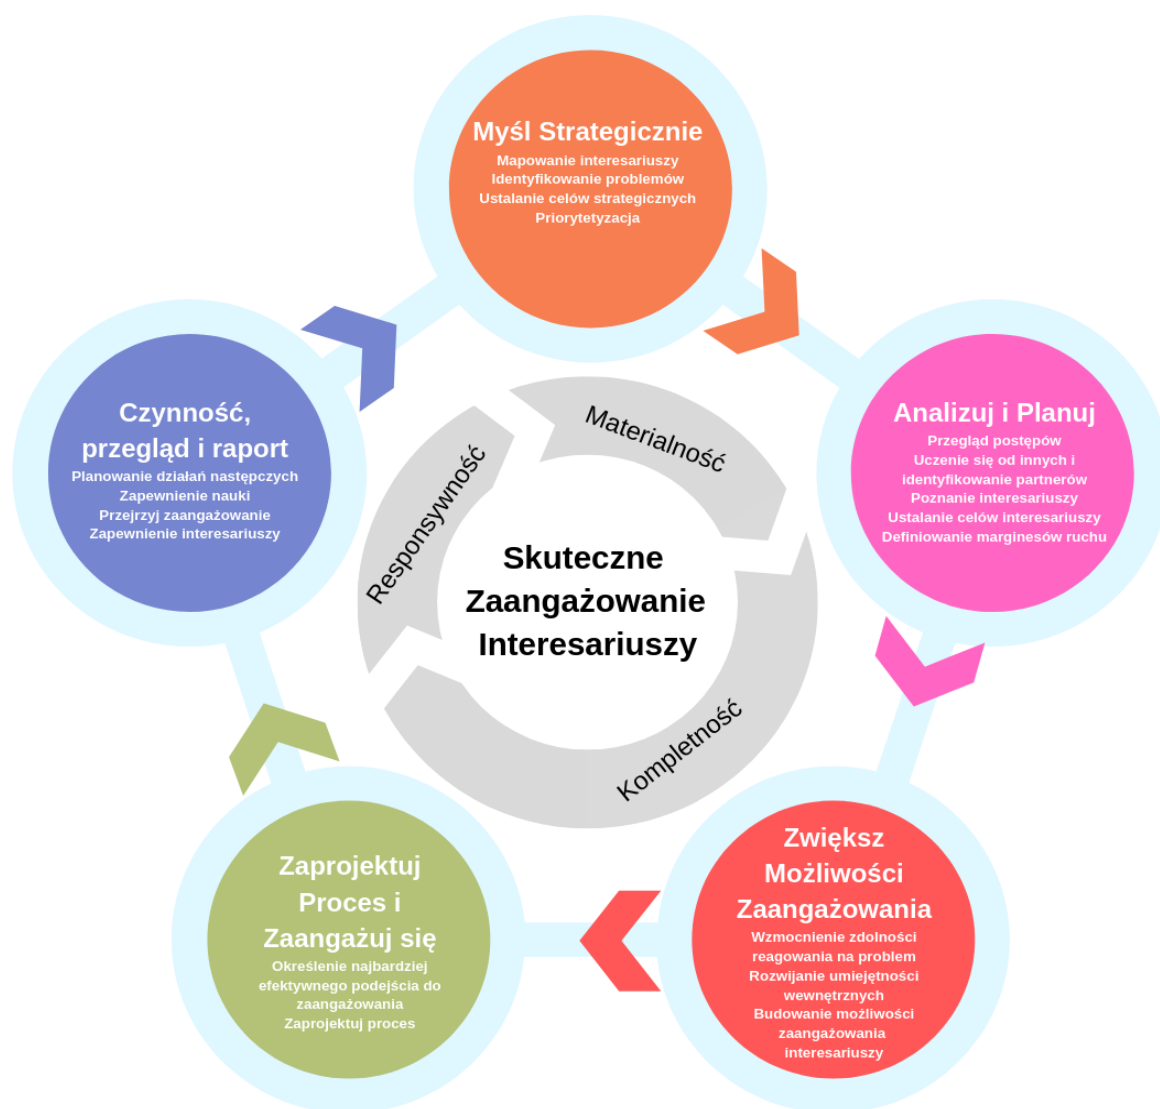 Myśl Strategicznie
Mapowanie interesariuszy
Identyfikowanie problemów
Ustalanie celów strategicznych
Priorytetyzacja
Analizuj i Planuj
Przegląd postępów
Uczenie się od innych i
identyfikowanie partnerów
Poznanie interesariuszy
Ustalanie celów interesariuszy
Definiowanie marginesów ruchu
Zwiększ
Możliwości
Zaangażowania
Wzmocnienie zdolności
reagowania na problem
Rozwijanie umiejętności
wewnętrznych
Budowanie możliwości
zaangażowania
interesariuszy
Zaprojektuj
Proces i
Zaangażuj się
Określenie najbardziej
efektywnego podejścia do
zaangażowania
Zaprojektuj proces
Czynność,
przegląd i raport
Planowanie działań następczych
Zapewnienie nauki
Przejrzyj zaangażowanie
Zapewnienie interesariuszy
Materialność
Kompletność
Responsywność
Skuteczne
Zaangażowanie
Interesariuszy